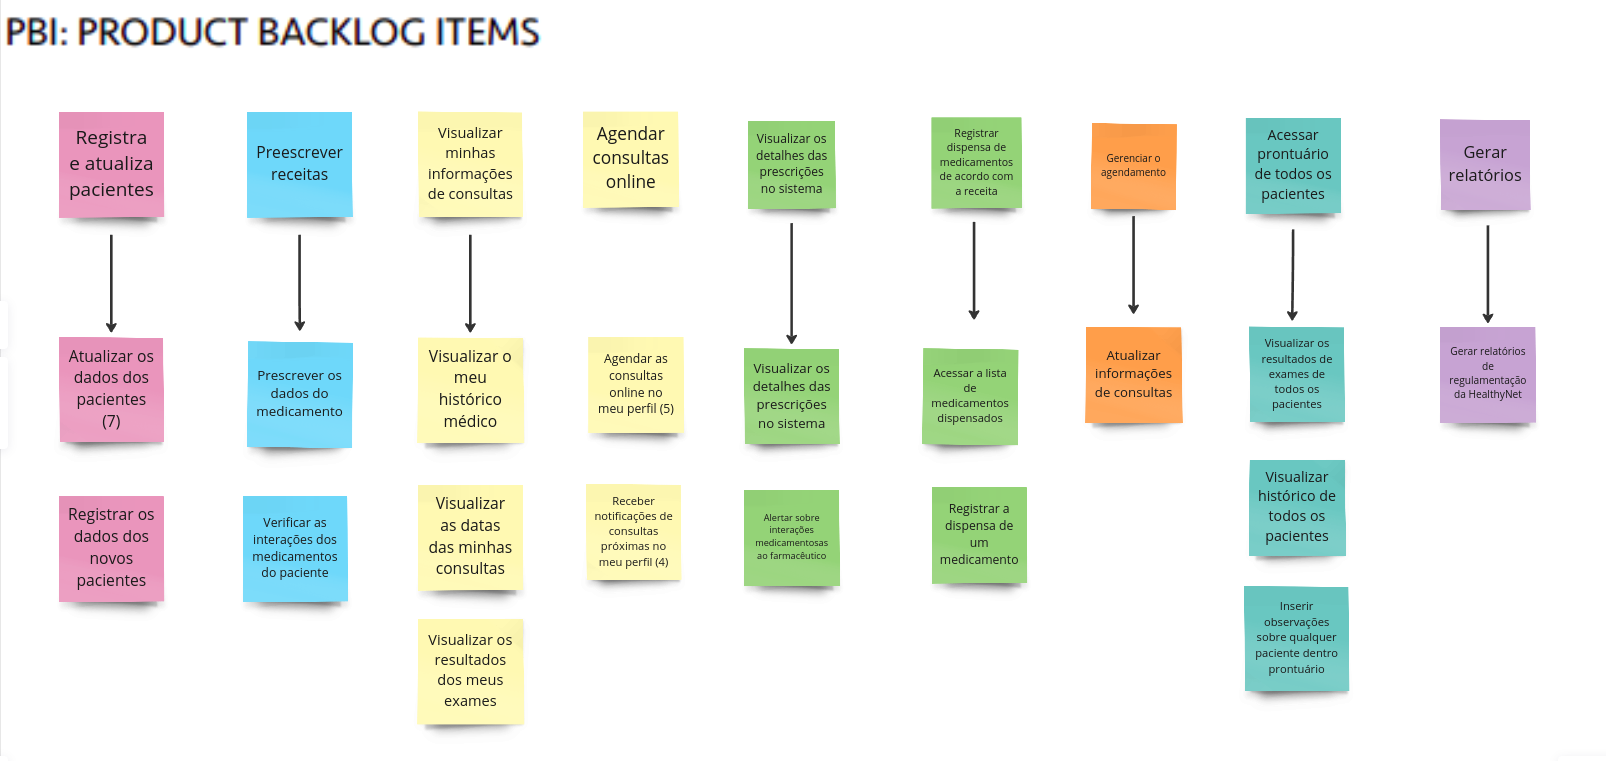 PBI: PRODUCT BACKLOG ITEMS
Registra
e atualiza
pacientes
Preescrever
receitas
Visualizar
minhas
informações
de consultas
Agendar
consultas
online
Visualizar os
detalhes das
prescrições
no sistema
Registrar
dispensa de
medicamentos
de acordo com
a receita
Gerenciar o
agendamento
Acessar
prontuário
de todos os
pacientes
Gerar
relatórios
Atualizar os
dados dos
pacientes
(7)
Prescrever os
dados do
medicamento
Visualizar o
meu
histórico
médico
Agendar as
consultas
online no
meu perfil (5)
Visualizar os
detalhes das
prescrições
no sistema
Acessar a lista
de
medicamentos
dispensados
Atualizar
informações
de consultas
Visualizar os
resultados de
exames de
todos os
pacientes
Gerar relatórios
de
regulamentação
da HealthyNet
Registrar os
dados dos
novos
pacientes
Verificar as
interações dos
medicamentos
do paciente
Visualizar
as datas
das minhas
consultas
Receber
notificações de
consultas
próximas no
meu perfil (4)
Alertar sobre
interações
medicamentosas
ao farmacêutico
Registrar a
dispensa de
um
medicamento
Visualizar
histórico de
todos os
pacientes
Visualizar os
resultados
dos meus
exames
Inserir
observações
sobre qualquer
paciente dentro
prontuário